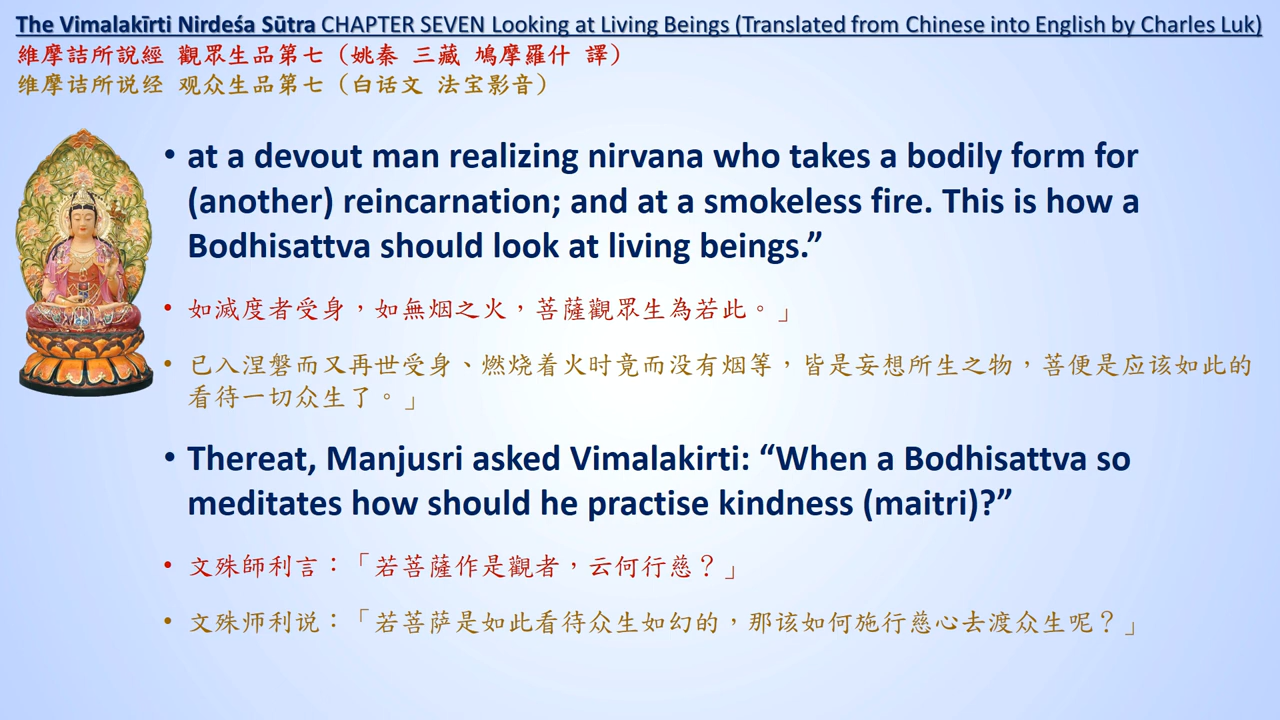 The Vimalakīrti Nirdeśa Sūtra CHAPTER SEVEN Looking at Living Beings (Translated from Chinese into English by Charles Luk)
維摩詰所說經 觀眾生品第七（姚秦 三藏 鳩摩羅什 譯）
维摩诘所说经 观众生品第七（白话文 法宝影音）
• at a devout man realizing nirvana who takes a bodily form for
(another) reincarnation; and at a smokeless fire. This is how a
Bodhisattva should look at living beings.”
• 如滅度者受身，如無烟之火，菩薩觀眾生為若此。」
• 已入涅磐而又再世受身、燃烧着火时竟而没有烟等，皆是妄想所生之物，菩便是应该如此的
看待一切众生了。」
• Thereat, Manjusri asked Vimalakirti: “When a Bodhisattva so
meditates how should he practise kindness (maitri)?”
• 文殊師利言：「若菩薩作是觀者，云何行慈？」
• 文殊师利说：「若菩萨是如此看待众生如幻的，那该如何施行慈心去渡众生呢？」